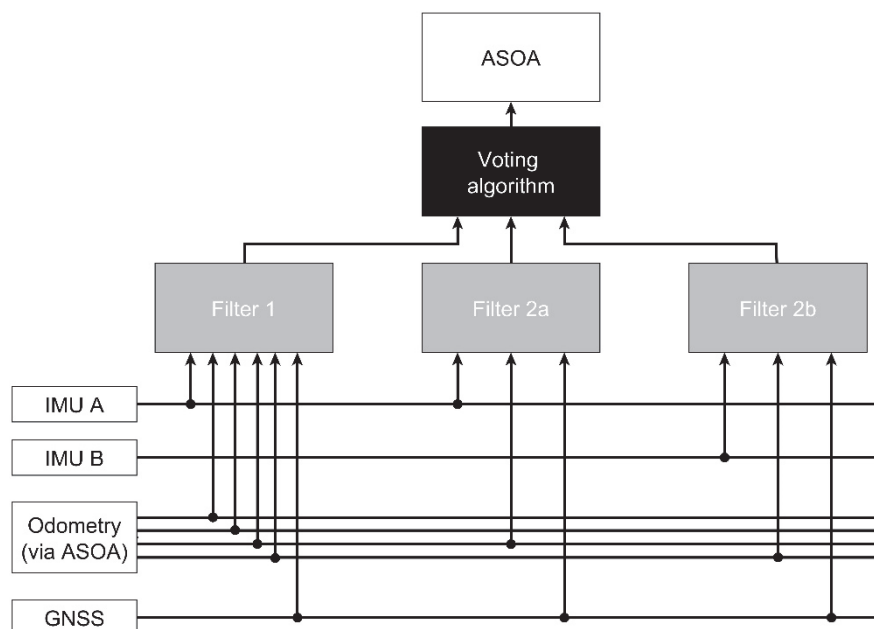 ASOA
Voting
algorithm
Filter 1
Filter 2a
Filter 2b
IMU A
IMU B
Odometry
(via ASOA)
GNSS